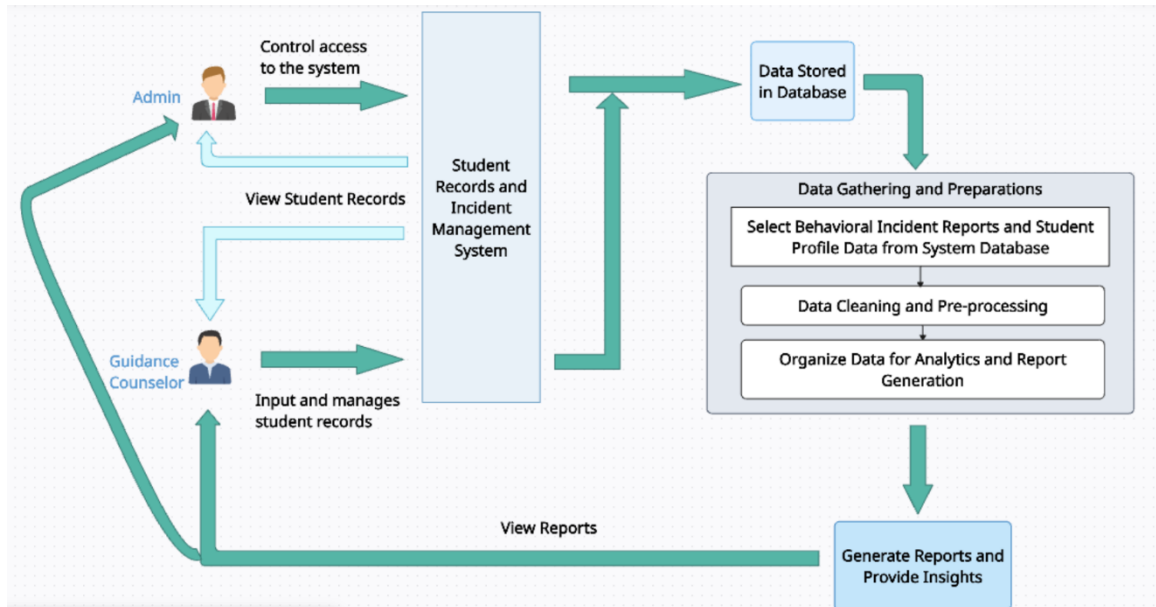 Control access
to the system
Admin
Data Stored
in Database
Student
Records and
Incident
Management
System
View Student Records
Data Gathering and Preparations
Select Behavioral Incident Reports and Student
Profile Data from System Database
Data Cleaning and Pre-processing
Organize Data for Analytics and Report
Generation
Guidance
Counselor
Input and manages
student records
View Reports
Generate Reports and
Provide Insights